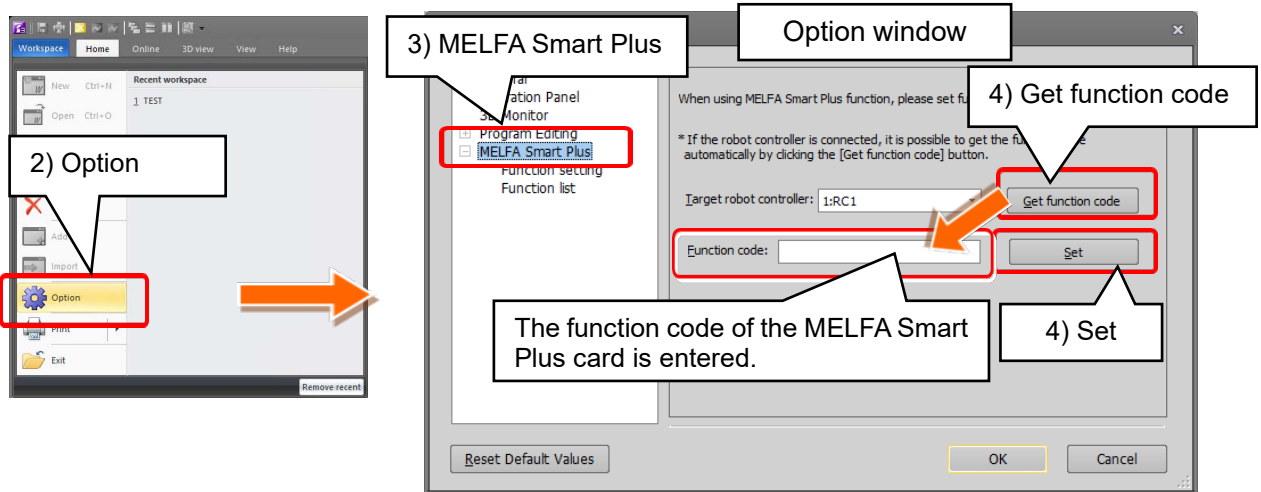 Workspace Home Online 3D view View Help
New Ctrl+N
Open Ctrl+O
Recent workspace
1 TEST
2) Option
Add
Import
Option
Print
Exit
Remove recent
Option window
3) MELFA Smart Plus
3D Monitor
Program Editing
MELFA Smart Plus
Function setting
Function list
When using MELFA Smart Plus function, please set
4) Get function code
* If the robot controller is connected, it is possible to get the
automatically by clicking the [Get function code] button.
Target robot controller: 1:RC1 Get function code
Function code: Set
The function code of the MELFA Smart
Plus card is entered.
4) Set
Reset Default Values OK Cancel